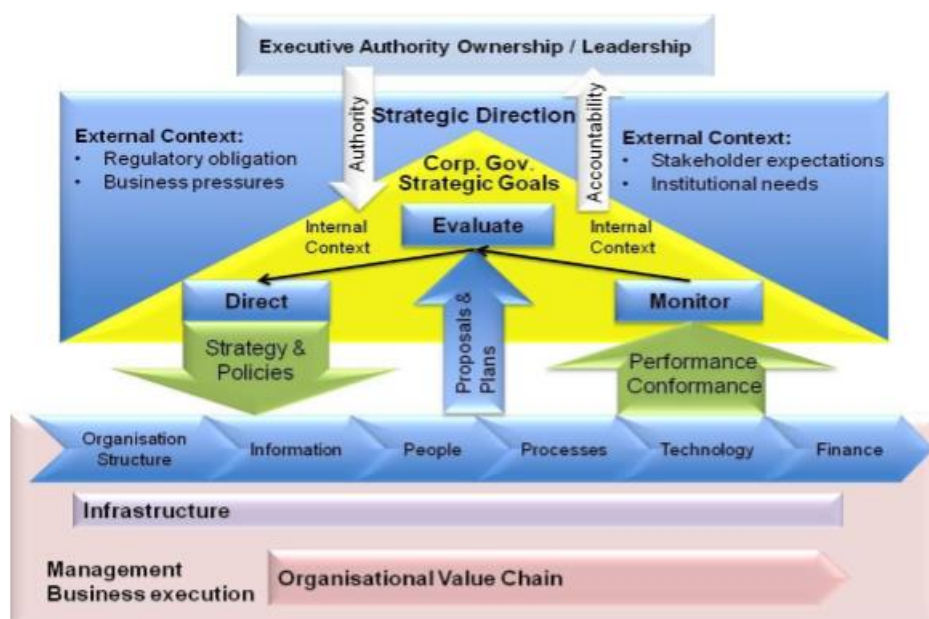 Executive Authority Ownership / Leadership
Authority
Accountability
Strategic Direction
External Context:
• Regulatory obligation
• Business pressures
External Context:
• Stakeholder expectations
• Institutional needs
Corp. Gov.
Strategic Goals
Internal
Context
Evaluate
Internal
Context
Direct
Monitor
Strategy &
Policies
Proposals &
Plans
Performance
Conformance
Organisation
Structure
Information
People
Processes
Technology
Finance
Infrastructure
Management
Business execution
Organisational Value Chain